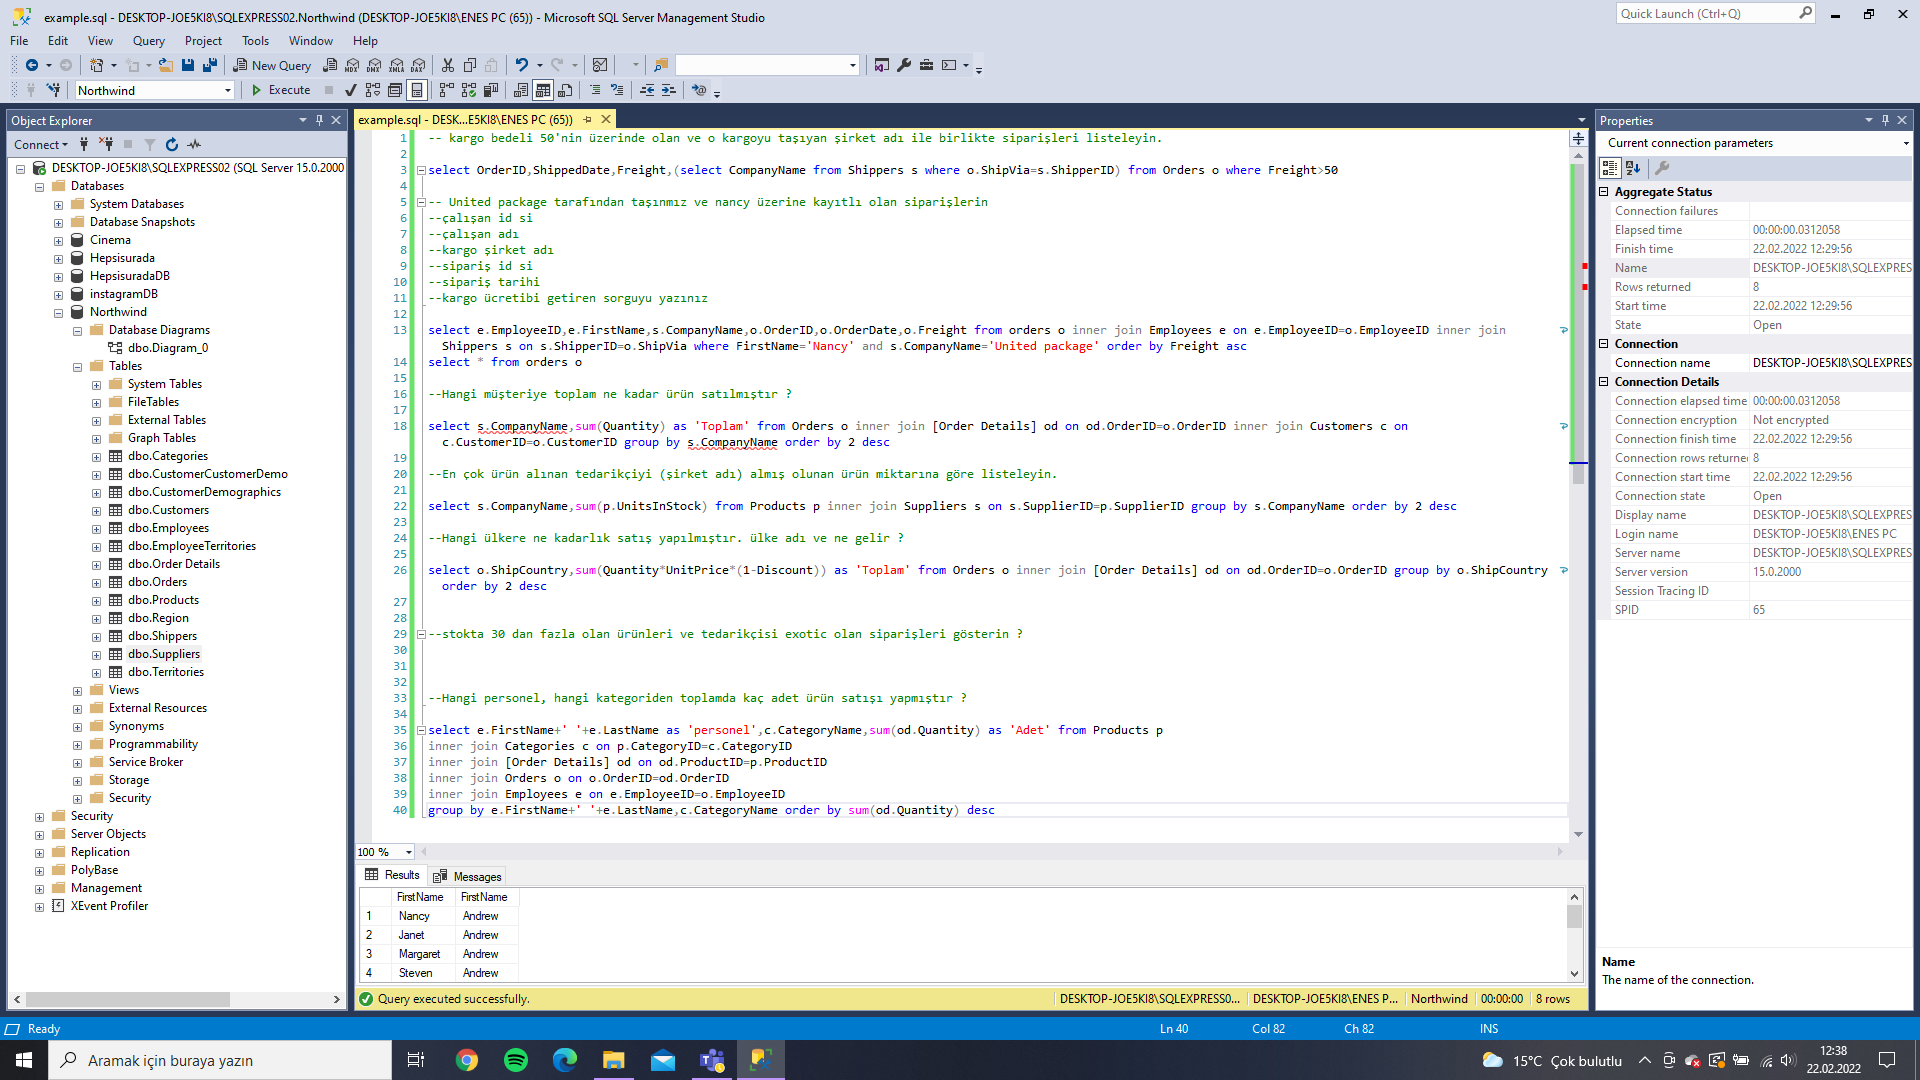 example.sql - DESKTOP-JOE5KI8\SQLEXPRESS02.Northwind (DESKTOP-JOE5KI8\ENES PC (65)) - Microsoft SQL Server Management Studio
Quick Launch (Ctrl+Q)
File Edit View Query Project Tools Window Help
New Query
MDX DMX XMLA DAX
Northwind
Execute
Object Explorer
Connect
DESKTOP-JOE5KI8\SQLEXPRESS02 (SQL Server 15.0.2000
Databases
System Databases
Database Snapshots
Cinema
Hepsisurada
HepsisuradaDB
instagramDB
Northwind
Database Diagrams
dbo.Diagram_0
Tables
System Tables
FileTables
External Tables
Graph Tables
dbo.Categories
dbo.CustomerCustomerDemo
dbo.CustomerDemographics
dbo.Customers
dbo.Employees
dbo.EmployeeTerritories
dbo.Order Details
dbo.Orders
dbo.Products
dbo.Region
dbo.Shippers
dbo.Suppliers
dbo.Territories
Views
External Resources
Synonyms
Programmability
Service Broker
Storage
Security
Security
Server Objects
Replication
PolyBase
Management
XEvent Profiler
example.sql - DESK...E5KI8\ENES PC (65))
1 -- kargo bedeli 50'nin üzerinde olan ve o kargoyu taşıyan şirket adı ile birlikte siparişleri listeleyin.
2
3 select OrderID,ShippedDate,Freight,(select CompanyName from Shippers s where o.ShipVia=s.ShipperID) from Orders o where Freight>50
4
5 -- United package tarafından taşınmız ve nancy üzerine kayıtlı olan siparişlerin
6 --çalışan id si
7 --çalışan adı
8 --kargo şirket adı
9 --sipariş id si
10 --sipariş tarihi
11 --kargo ücretibi getiren sorguyu yazınız
12
13 select e.EmployeeID,e.FirstName,s.CompanyName,o.OrderID,o.OrderDate,o.Freight from orders o inner join Employees e on e.EmployeeID=o.EmployeeID inner join
Shippers s on s.ShipperID=o.ShipVia where FirstName='Nancy' and s.CompanyName='United package' order by Freight asc
14 select * from orders o
15
16 --Hangi müşteriye toplam ne kadar ürün satılmıştır ?
17
18 select s.CompanyName,sum(Quantity) as 'Toplam' from Orders o inner join [Order Details] od on od.OrderID=o.OrderID inner join Customers c on
c.CustomerID=o.CustomerID group by s.CompanyName order by 2 desc
19
20 --En çok ürün alınan tedarikçiyi (şirket adı) almış olunan ürün miktarına göre listeleyin.
21
22 select s.CompanyName,sum(p.UnitsInStock) from Products p inner join Suppliers s on s.SupplierID=p.SupplierID group by s.CompanyName order by 2 desc
23
24 --Hangi ülkere ne kadarlık satış yapılmıştır. ülke adı ve ne gelir ?
25
26 select o.ShipCountry,sum(Quantity*UnitPrice*(1-Discount)) as 'Toplam' from Orders o inner join [Order Details] od on od.OrderID=o.OrderID group by o.ShipCountry
order by 2 desc
27
28
29 --stokta 30 dan fazla olan ürünleri ve tedarikçisi exotic olan siparişleri gösterin ?
30
31
32
33 --Hangi personel, hangi kategoriden toplamda kaç adet ürün satışı yapmıştır ?
34
35 select e.FirstName+' '+e.LastName as 'personel',c.CategoryName,sum(od.Quantity) as 'Adet' from Products p
36 inner join Categories c on p.CategoryID=c.CategoryID
37 inner join [Order Details] od on od.ProductID=p.ProductID
38 inner join Orders o on o.OrderID=od.OrderID
39 inner join Employees e on e.EmployeeID=o.EmployeeID
40 group by e.FirstName+' '+e.LastName,c.CategoryName order by sum(od.Quantity) desc
100 %
Results Messages
FirstName FirstName
1 Nancy Andrew
2 Janet Andrew
3 Margaret Andrew
4 Steven Andrew
Query executed successfully.
DESKTOP-JOE5KI8\SQLEXPRESS0... DESKTOP-JOE5KI8\ENES P... Northwind 00:00:00 8 rows
Properties
Current connection parameters
Aggregate Status
Connection failures
Elapsed time 00:00:00.0312058
Finish time 22.02.2022 12:29:56
Name DESKTOP-JOE5KI8\SQLEXPRES
Rows returned 8
Start time 22.02.2022 12:29:56
State Open
Connection
Connection name DESKTOP-JOE5KI8\SQLEXPRES
Connection Details
Connection elapsed time 00:00:00.0312058
Connection encryption Not encrypted
Connection finish time 22.02.2022 12:29:56
Connection rows returne 8
Connection start time 22.02.2022 12:29:56
Connection state Open
Display name DESKTOP-JOE5KI8\SQLEXPRES
Login name DESKTOP-JOE5KI8\ENES PC
Server name DESKTOP-JOE5KI8\SQLEXPRES
Server version 15.0.2000
Session Tracing ID
SPID 65
Name
The name of the connection.
Ready
Ln 40 Col 82 Ch 82 INS
Aramak için buraya yazın
15°C Çok bulutlu
12:38
22.02.2022